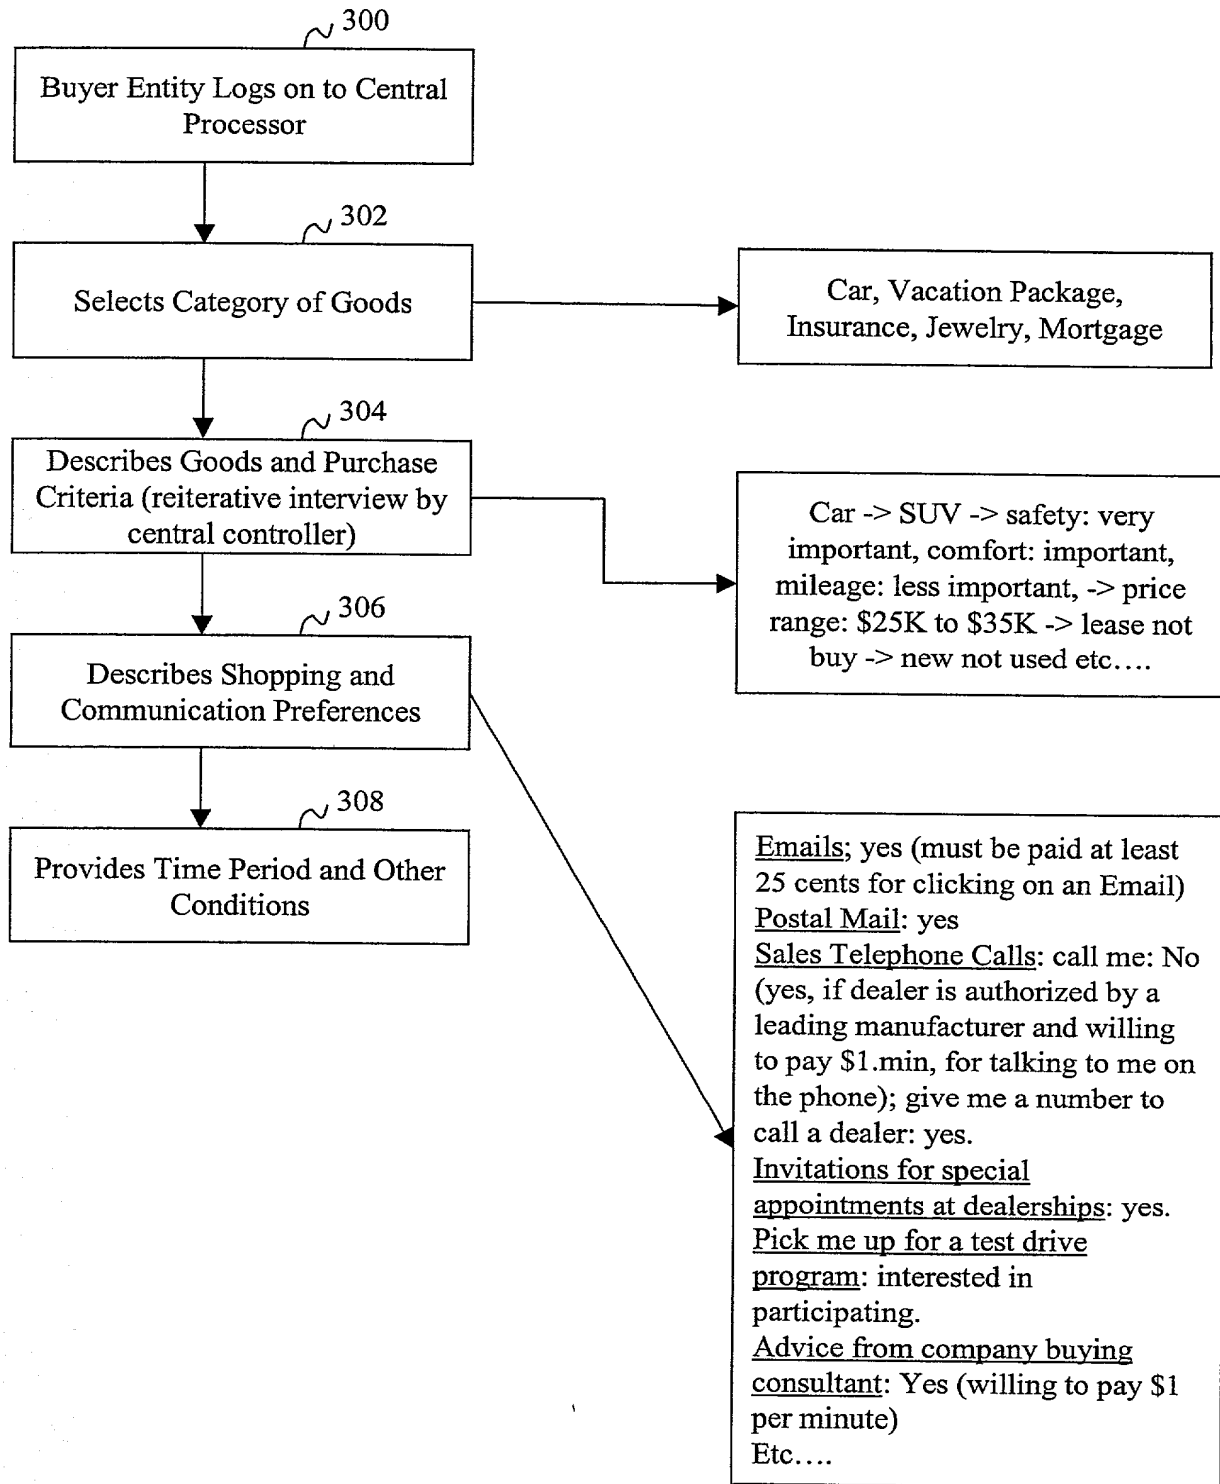 300
Buyer Entity Logs on to Central
Processor
302
Selects Category of Goods
Car, Vacation Package,
Insurance, Jewelry, Mortgage
304
Describes Goods and Purchase
Criteria (reiterative interview by
central controller)
Car -> SUV -> safety: very
important, comfort: important,
mileage: less important, -> price
range: $25K to $35K -> lease not
buy -> new not used etc....
306
Describes Shopping and
Communication Preferences
308
Provides Time Period and Other
Conditions
Emails; yes (must be paid at least
25 cents for clicking on an Email)
Postal Mail: yes
Sales Telephone Calls: call me: No
(yes, if dealer is authorized by a
leading manufacturer and willing
to pay $1.min, for talking to me on
the phone); give me a number to
call a dealer: yes.
Invitations for special
appointments at dealerships: yes.
Pick me up for a test drive
program: interested in
participating.
Advice from company buying
consultant: Yes (willing to pay $1
per minute)
Etc....